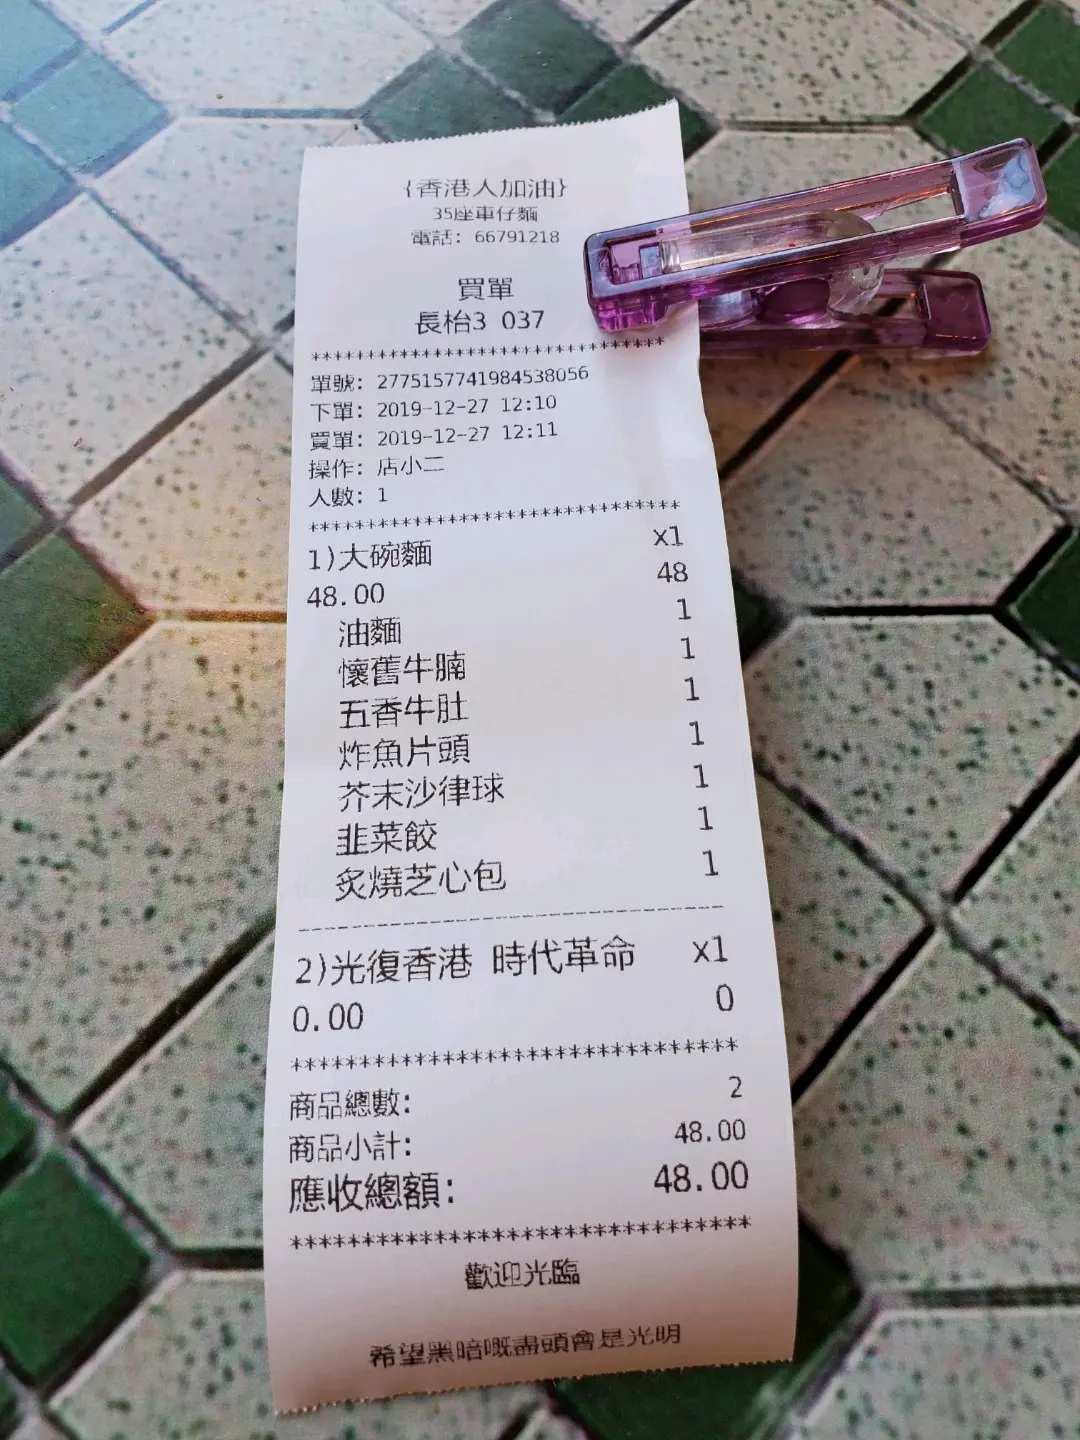 {香港人加油}
35座車仔麵
電話: 66791218
買單
長枱3 037
*******************************
單號: 2775157741984538056
下單: 2019-12-27 12:10
買單: 2019-12-27 12:11
操作: 店小二
人數: 1
*******************************
1)大碗麵 x1
48.00 48
油麵 1
懷舊牛腩 1
五香牛肚 1
炸魚片頭 1
芥末沙律球 1
韭菜餃 1
炙燒芝心包 1
--------------------------------
2)光復香港 時代革命 x1
0.00 0
*******************************
商品總數: 2
商品小計: 48.00
應收總額: 48.00
*******************************
歡迎光臨
希望黑暗嘅盡頭會是光明